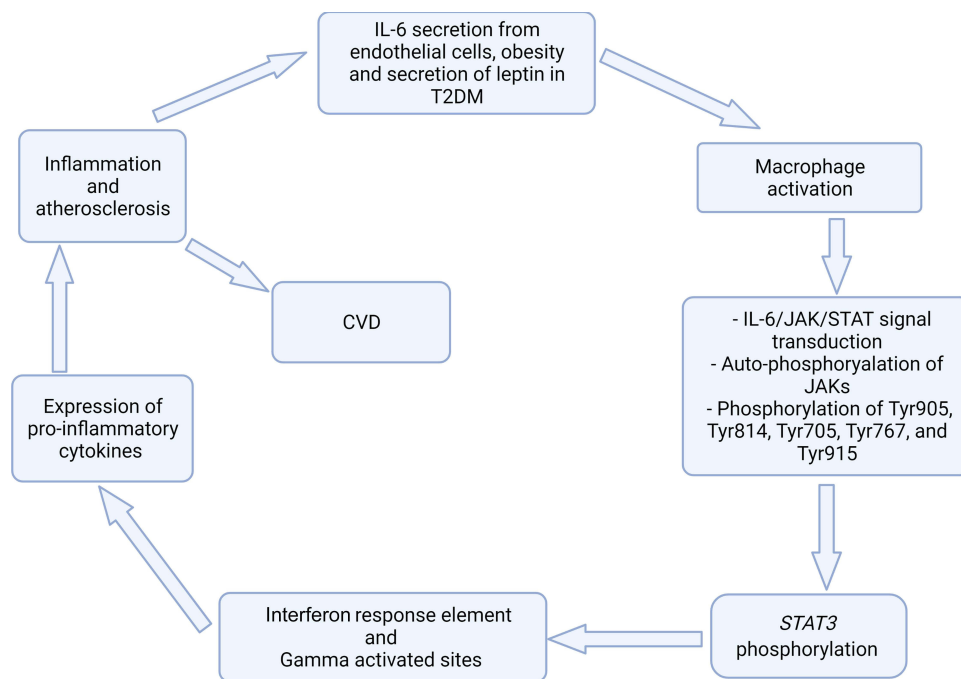 IL-6 secretion from
endothelial cells, obesity
and secretion of leptin in
T2DM
Macrophage
activation
- IL-6/JAK/STAT signal
transduction
- Auto-phosphoryalation of
JAKs
- Phosphorylation of Tyr905,
Tyr814, Tyr705, Tyr767, and
Tyr915
STAT3
phosphorylation
Interferon response element
and
Gamma activated sites
Expression of
pro-inflammatory
cytokines
Inflammation
and
atherosclerosis
CVD